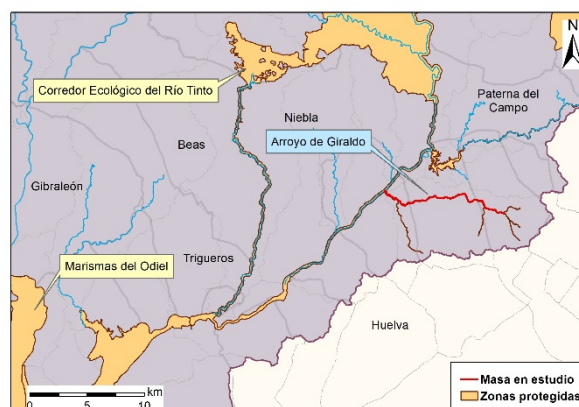 N
Corredor Ecológico del Río Tinto
Paterna del
Campo
Niebla
Beas
Arroyo de Giraldo
Gibraleón
Trigueros
Marismas del Odiel
Huelva
km
0 5 10
Masa en estudio
Zonas protegidas